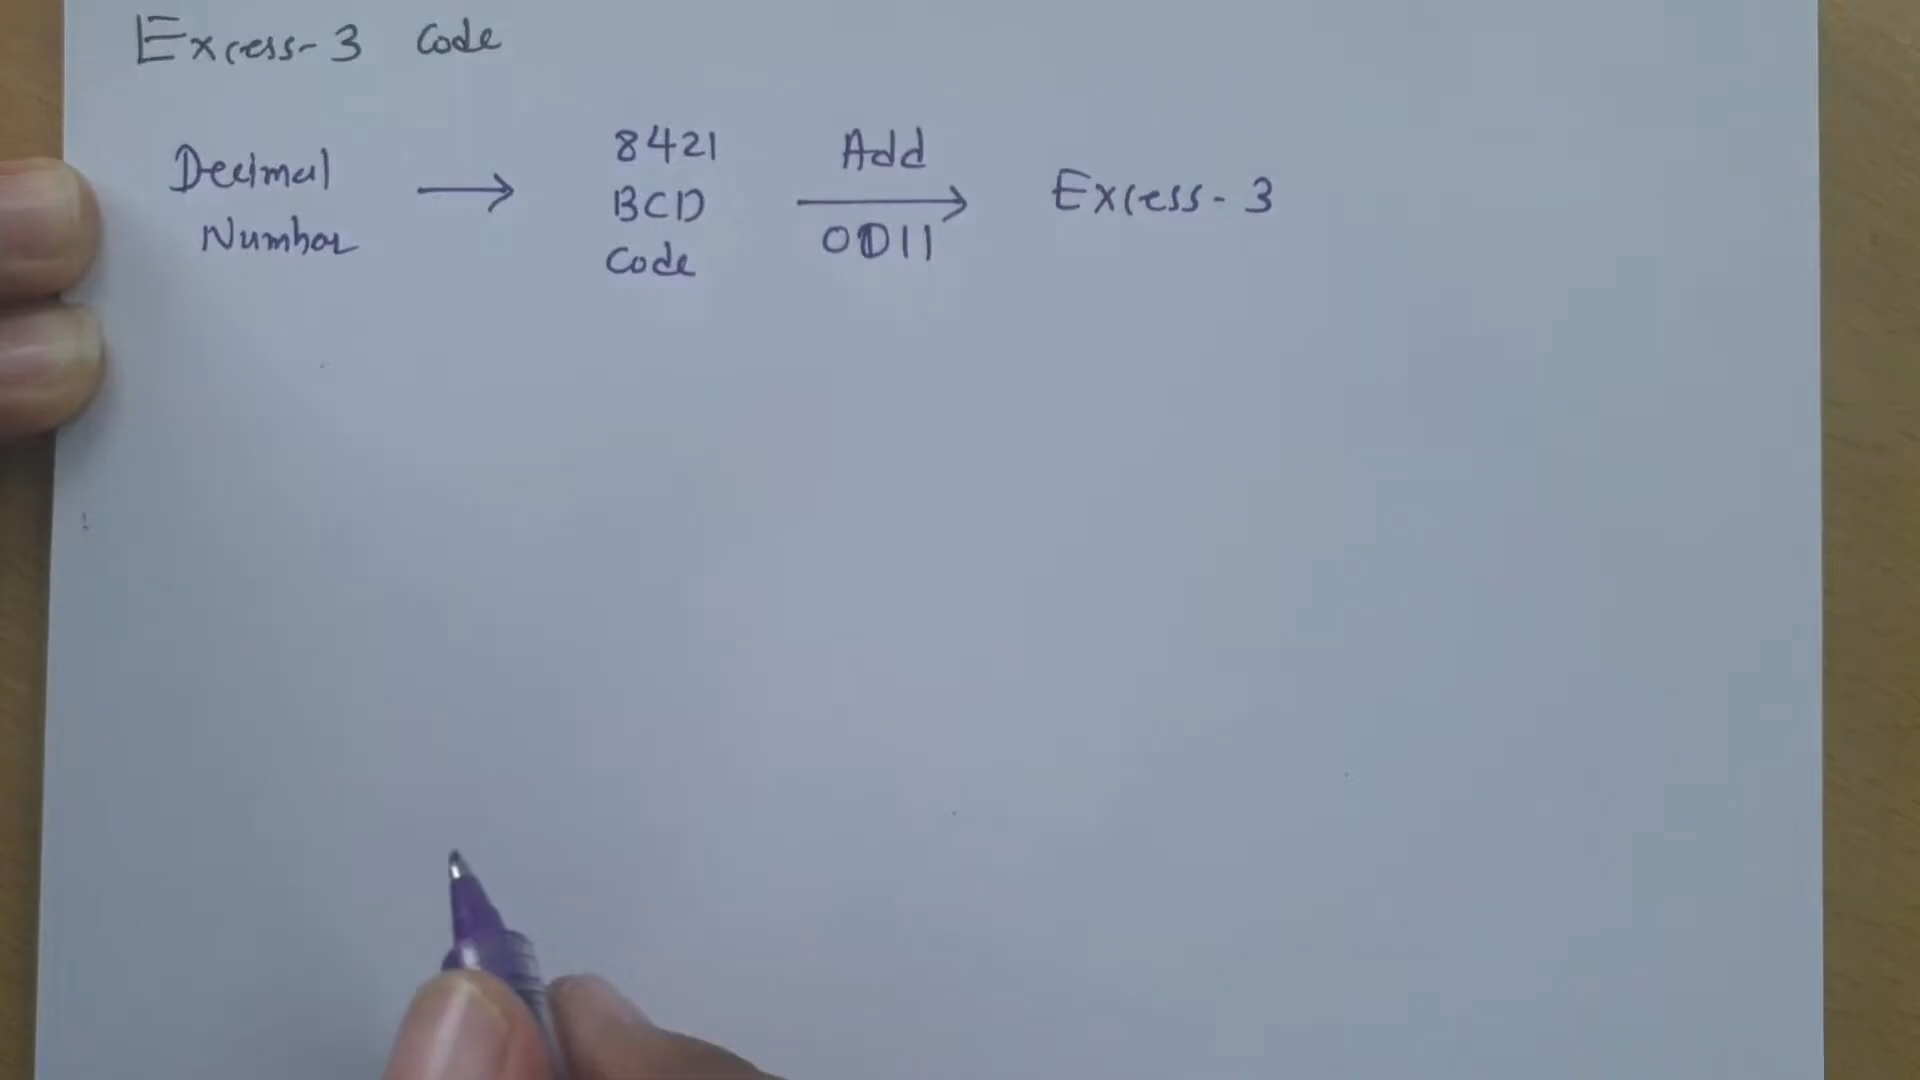 Excess-3 Code
Decimal
Number
→
8421
BCD
Code
Add
0011
Excess-3